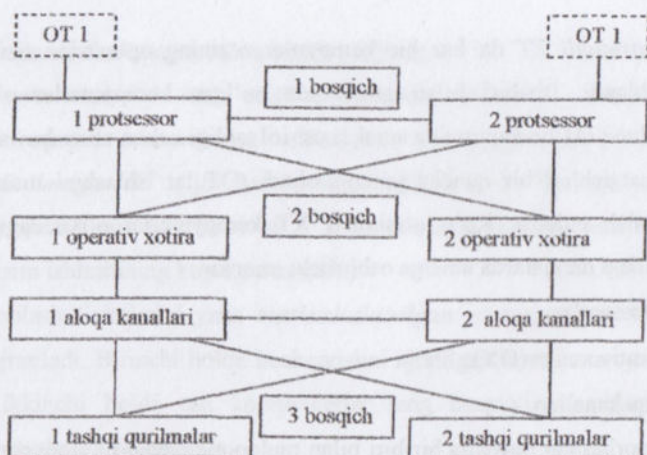 OT 1
OT 1
1 bosqich
1 protsessor
2 protsessor
2 bosqich
1 operativ xotira
2 operativ xotira
1 aloqa kanallari
2 aloqa kanallari
3 bosqich
1 tashqi qurilmalar
2 tashqi qurilmalar